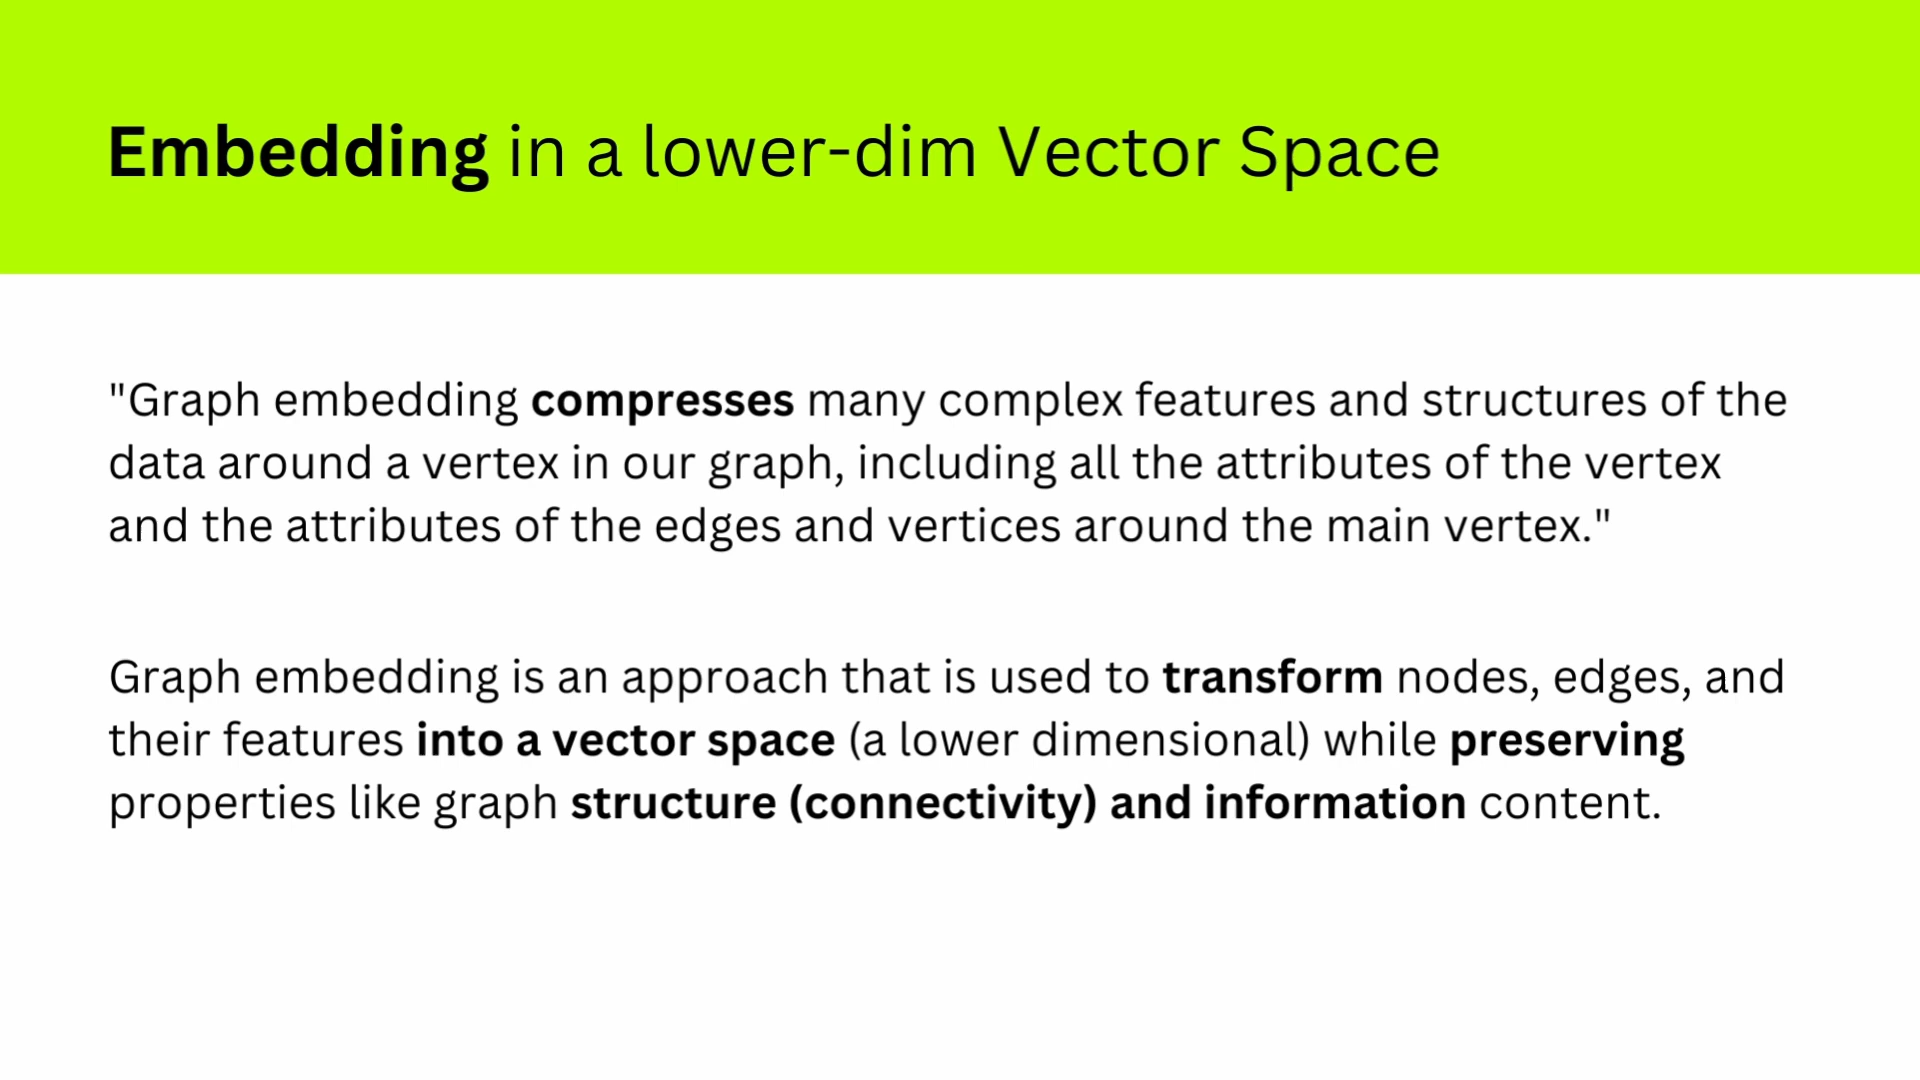 Embedding in a lower-dim Vector Space
"Graph embedding compresses many complex features and structures of the
data around a vertex in our graph, including all the attributes of the vertex
and the attributes of the edges and vertices around the main vertex."
Graph embedding is an approach that is used to transform nodes, edges, and
their features into a vector space (a lower dimensional) while preserving
properties like graph structure (connectivity) and information content.